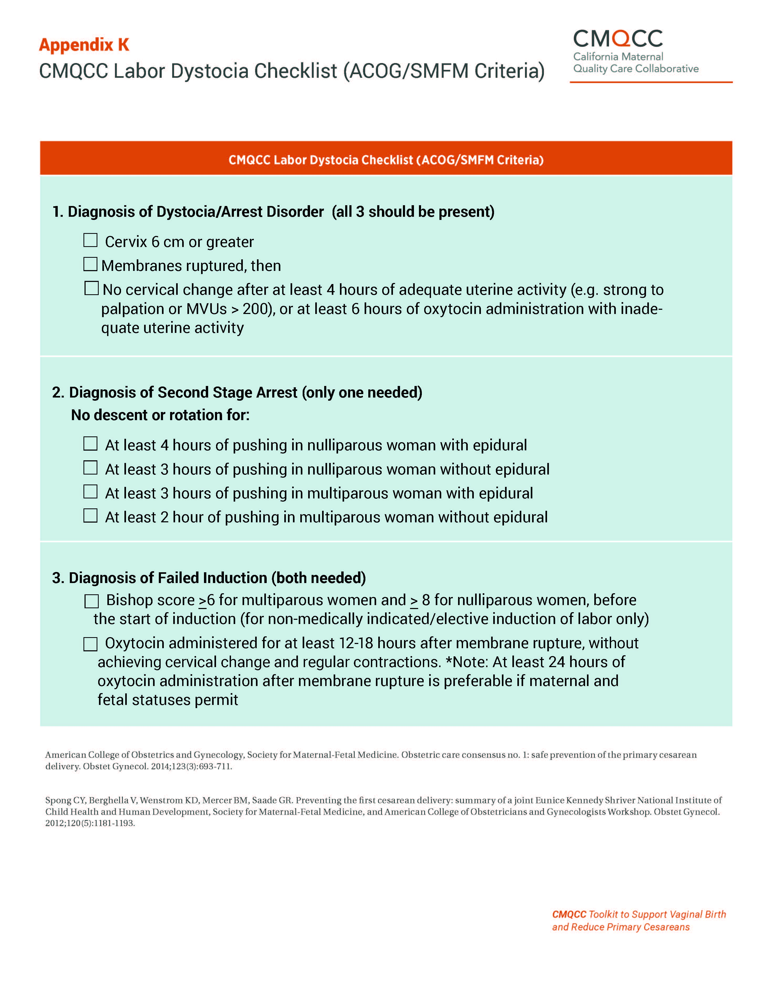 Appendix K
CMQCC Labor Dystocia Checklist (ACOG/SMFM Criteria)
CMQCC
California Maternal
Quality Care Collaborative
CMQCC Labor Dystocia Checklist (ACOG/SMFM Criteria)
1. Diagnosis of Dystocia/Arrest Disorder (all 3 should be present)
Cervix 6 cm or greater
Membranes ruptured, then
No cervical change after at least 4 hours of adequate uterine activity (e.g. strong to
palpation or MVUs > 200), or at least 6 hours of oxytocin administration with inade-
quate uterine activity
2. Diagnosis of Second Stage Arrest (only one needed)
No descent or rotation for:
At least 4 hours of pushing in nulliparous woman with epidural
At least 3 hours of pushing in nulliparous woman without epidural
At least 3 hours of pushing in multiparous woman with epidural
At least 2 hour of pushing in multiparous woman without epidural
3. Diagnosis of Failed Induction (both needed)
Bishop score ≥6 for multiparous women and ≥ 8 for nulliparous women, before
the start of induction (for non-medically indicated/elective induction of labor only)
Oxytocin administered for at least 12-18 hours after membrane rupture, without
achieving cervical change and regular contractions. *Note: At least 24 hours of
oxytocin administration after membrane rupture is preferable if maternal and
fetal statuses permit
American College of Obstetrics and Gynecology, Society for Maternal-Fetal Medicine. Obstetric care consensus no. 1: safe prevention of the primary cesarean
delivery. Obstet Gynecol. 2014;123(3):693-711.
Spong CY, Berghella V, Wenstrom KD, Mercer BM, Saade GR. Preventing the first cesarean delivery: summary of a joint Eunice Kennedy Shriver National Institute of
Child Health and Human Development, Society for Maternal-Fetal Medicine, and American College of Obstetricians and Gynecologists Workshop. Obstet Gynecol.
2012;120(5):1181-1193.
CMQCC Toolkit to Support Vaginal Birth
and Reduce Primary Cesareans